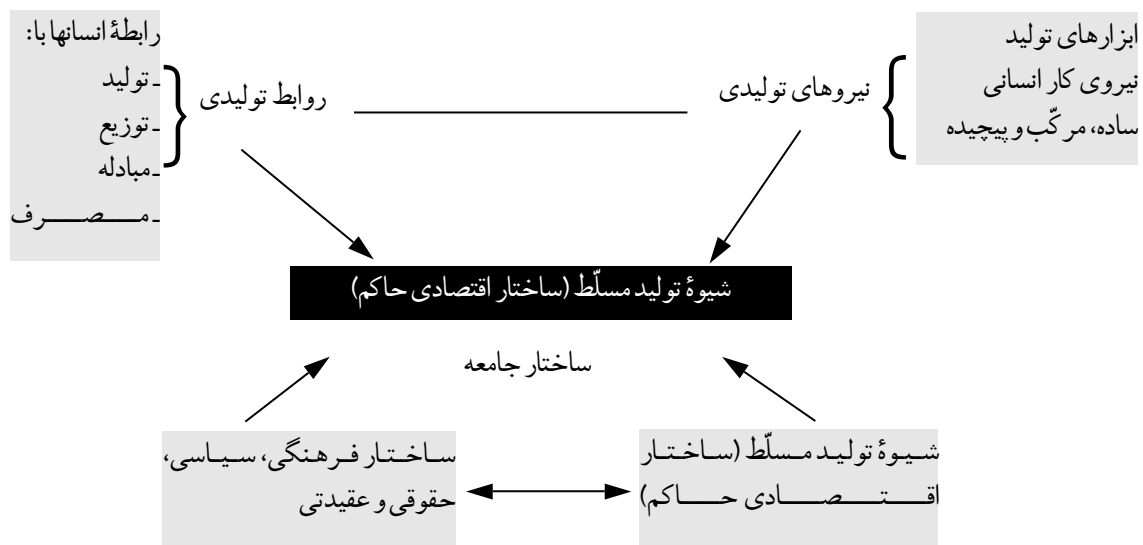 ابزارهای تولید
نیروی کار انسانی
ساده، مرکّب و پیچیده
نیروهای تولیدی
روابط تولیدی
رابطهٔ انسانها با:
ـ تولید
ـ توزیع
ـ مبادله
ـ مـــصـــرف
شیوهٔ تولید مسلّط (ساختار اقتصادی حاکم)
ساختار جامعه
شیوهٔ تولید مسلّط (ساختار
اقتصادی حاکم)
ساختار فرهنگی، سیاسی،
حقوقی و عقیدتی